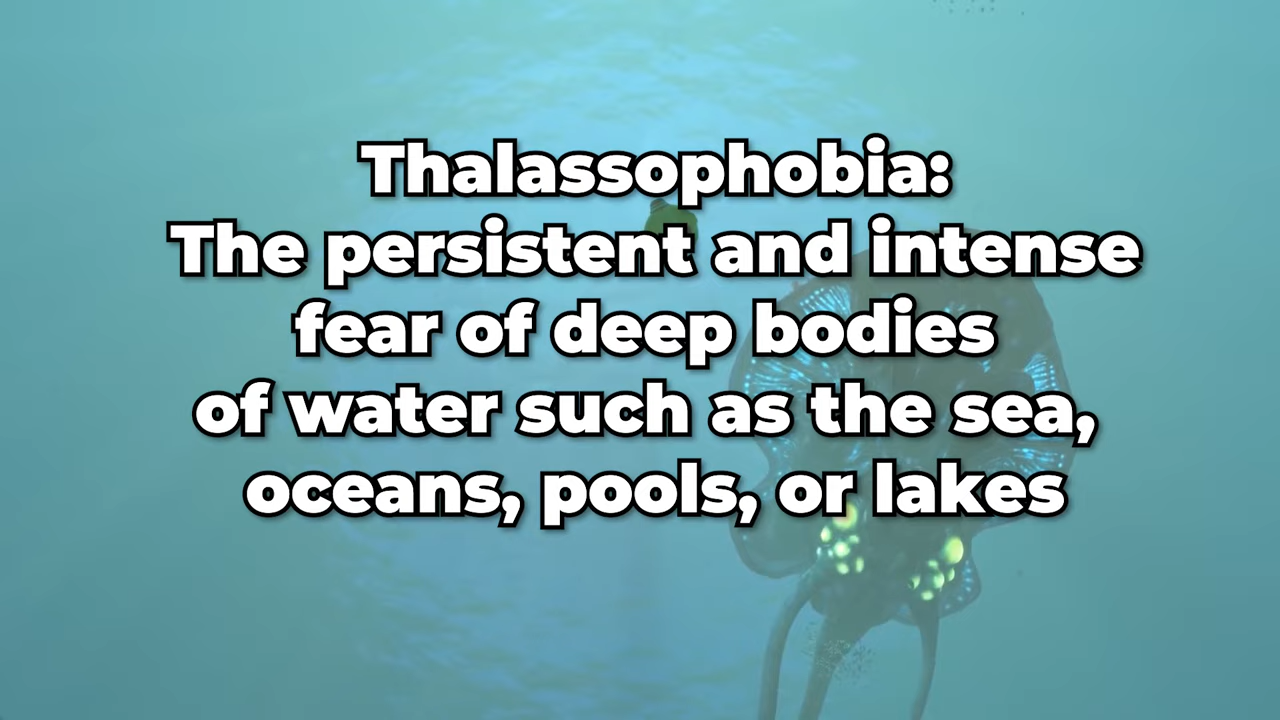 Thalassophobia:
The persistent and intense
fear of deep bodies
of water such as the sea,
oceans, pools, or lakes